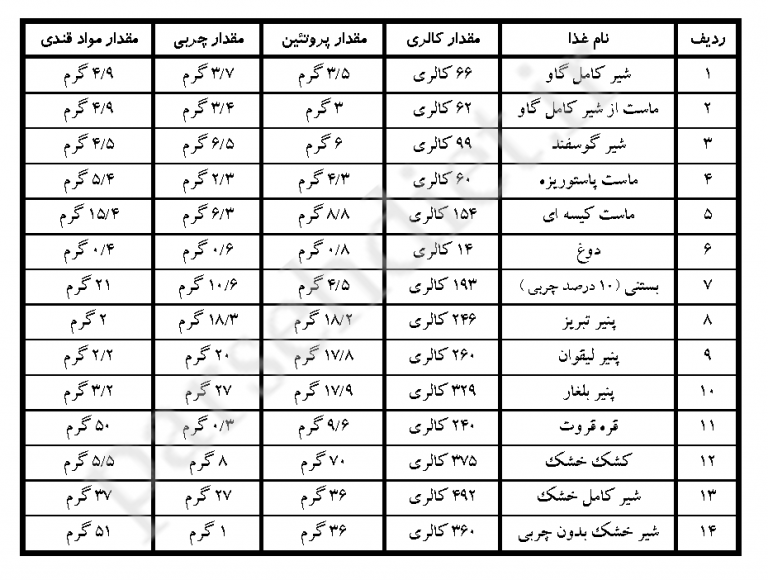 ردیف نام غذا مقدار کالری مقدار پروتئین مقدار چربی مقدار مواد قندی
۱ شیر کامل گاو ۶۶ کالری ۳/۵ گرم ۳/۷ گرم ۴/۹ گرم
۲ ماست از شیر کامل گاو ۶۲ کالری ۳ گرم ۳/۴ گرم ۴/۹ گرم
۳ شیر گوسفند ۹۹ کالری ۶ گرم ۶/۵ گرم ۴/۵ گرم
۴ ماست پاستوریزه ۶۰ کالری ۴/۳ گرم ۲/۳ گرم ۵/۴ گرم
۵ ماست کیسه ای ۱۵۴ کالری ۸/۸ گرم ۶/۳ گرم ۱۵/۴ گرم
۶ دوغ ۱۴ کالری ۰/۸ گرم ۰/۶ گرم ۰/۴ گرم
۷ بستنی (۱۰ درصد چربی) ۱۹۳ کالری ۴/۵ گرم ۱۰/۶ گرم ۲۱ گرم
۸ پنیر تبریز ۲۴۶ کالری ۱۸/۲ گرم ۱۸/۳ گرم ۲ گرم
۹ پنیر لیقوان ۲۶۰ کالری ۱۷/۸ گرم ۲۰ گرم ۲/۲ گرم
۱۰ پنیر بلغار ۳۲۹ کالری ۱۷/۹ گرم ۲۷ گرم ۳/۲ گرم
۱۱ قره قروت ۲۴۰ کالری ۹/۶ گرم ۰/۳ گرم ۵۰ گرم
۱۲ کشک خشک ۳۷۵ کالری ۷۰ گرم ۸ گرم ۵/۵ گرم
۱۳ شیر کامل خشک ۴۹۲ کالری ۳۶ گرم ۲۷ گرم ۳۷ گرم
۱۴ شیر خشک بدون چربی ۳۶۰ کالری ۳۶ گرم ۱ گرم ۵۱ گرم
parsehdiet.ir